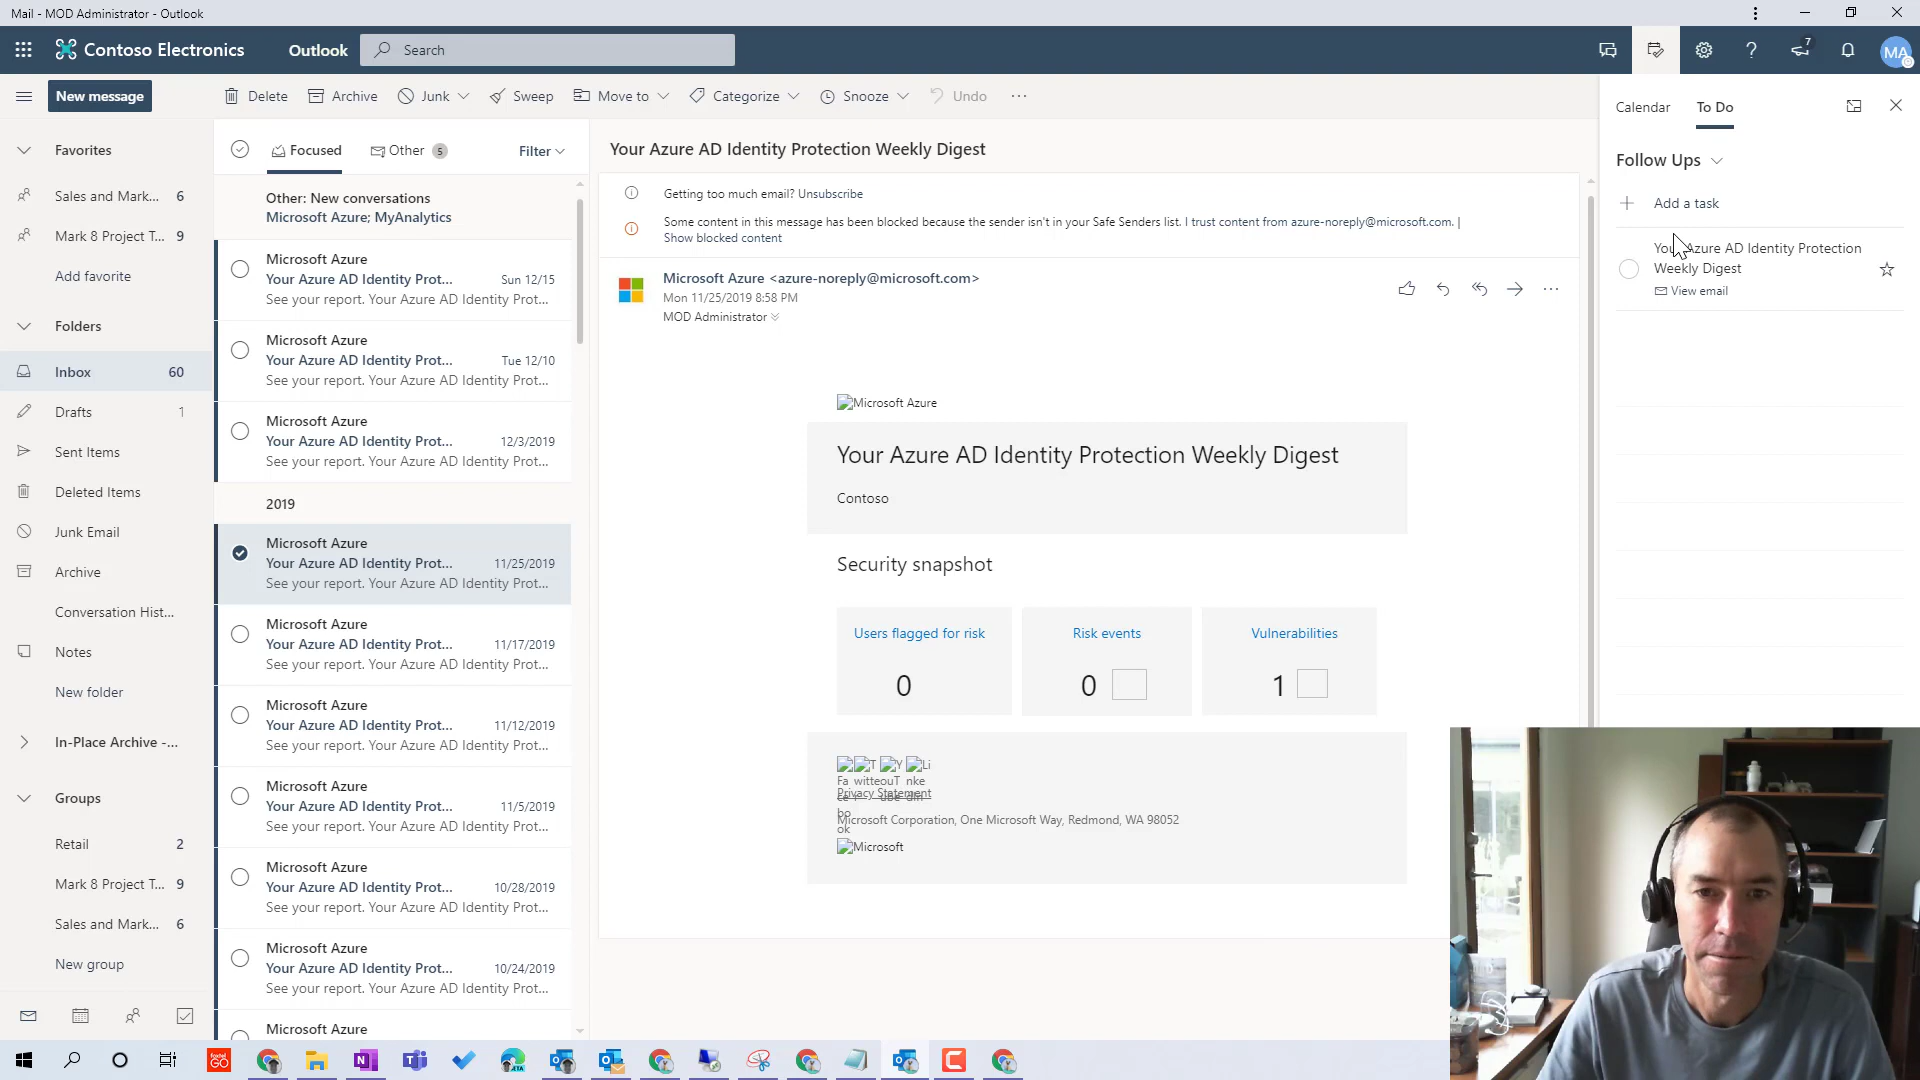 Mail - MOD Administrator - Outlook
Contoso Electronics
Outlook
Search
7
MA
New message
Delete
Archive
Junk
Sweep
Move to
Categorize
Snooze
Undo
Favorites
Sales and Mark... 6
Mark 8 Project T... 9
Add favorite
Folders
Inbox 60
Drafts 1
Sent Items
Deleted Items
Junk Email
Archive
Conversation Hist...
Notes
New folder
In-Place Archive -...
Groups
Retail 2
Mark 8 Project T... 9
Sales and Mark... 6
New group
Focused
Other 5
Filter
Other: New conversations
Microsoft Azure; MyAnalytics
Microsoft Azure
Your Azure AD Identity Prot... Sun 12/15
See your report. Your Azure AD Identity Prot...
Microsoft Azure
Your Azure AD Identity Prot... Tue 12/10
See your report. Your Azure AD Identity Prot...
Microsoft Azure
Your Azure AD Identity Prot... 12/3/2019
See your report. Your Azure AD Identity Prot...
2019
Microsoft Azure
Your Azure AD Identity Prot... 11/25/2019
See your report. Your Azure AD Identity Prot...
Microsoft Azure
Your Azure AD Identity Prot... 11/17/2019
See your report. Your Azure AD Identity Prot...
Microsoft Azure
Your Azure AD Identity Prot... 11/12/2019
See your report. Your Azure AD Identity Prot...
Microsoft Azure
Your Azure AD Identity Prot... 11/5/2019
See your report. Your Azure AD Identity Prot...
Microsoft Azure
Your Azure AD Identity Prot... 10/28/2019
See your report. Your Azure AD Identity Prot...
Microsoft Azure
Your Azure AD Identity Prot... 10/24/2019
See your report. Your Azure AD Identity Prot...
Microsoft Azure
Your Azure AD Identity Protection Weekly Digest
Getting too much email? Unsubscribe
Some content in this message has been blocked because the sender isn't in your Safe Senders list. I trust content from azure-noreply@microsoft.com. |
Show blocked content
Microsoft Azure <azure-noreply@microsoft.com>
Mon 11/25/2019 8:58 PM
MOD Administrator
Microsoft Azure
Your Azure AD Identity Protection Weekly Digest
Contoso
Security snapshot
Users flagged for risk
0
Risk events
0
Vulnerabilities
1
Privacy Statement
Microsoft Corporation, One Microsoft Way, Redmond, WA 98052
Microsoft
Calendar
To Do
Follow Ups
Add a task
Your Azure AD Identity Protection
Weekly Digest
View email